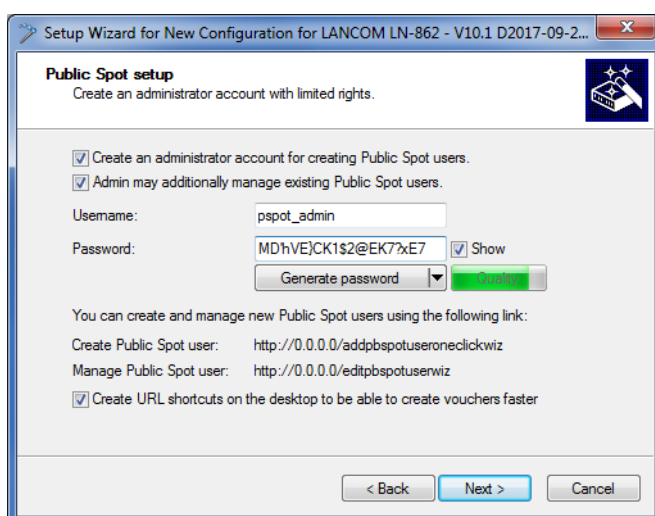 Setup Wizard for New Configuration for LANCOM LN-862 - V10.1 D2017-09-2...
Public Spot setup
Create an administrator account with limited rights.
Create an administrator account for creating Public Spot users.
Admin may additionally manage existing Public Spot users.
Username: pspot_admin
Password: MD'hVE}CK1$2@EK7?xE7 Show
Generate password Quality
You can create and manage new Public Spot users using the following link:
Create Public Spot user: http://0.0.0.0/addpbspotuseroneclickwiz
Manage Public Spot user: http://0.0.0.0/editpbspotuserwiz
Create URL shortcuts on the desktop to be able to create vouchers faster
< Back Next > Cancel